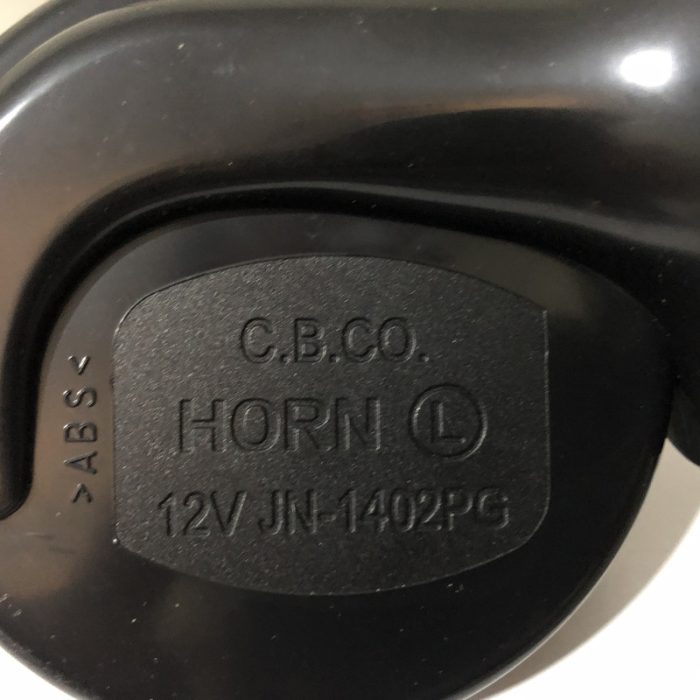 C.B.CO.
HORN Ⓛ
12V JN-1402PG
>ABS<